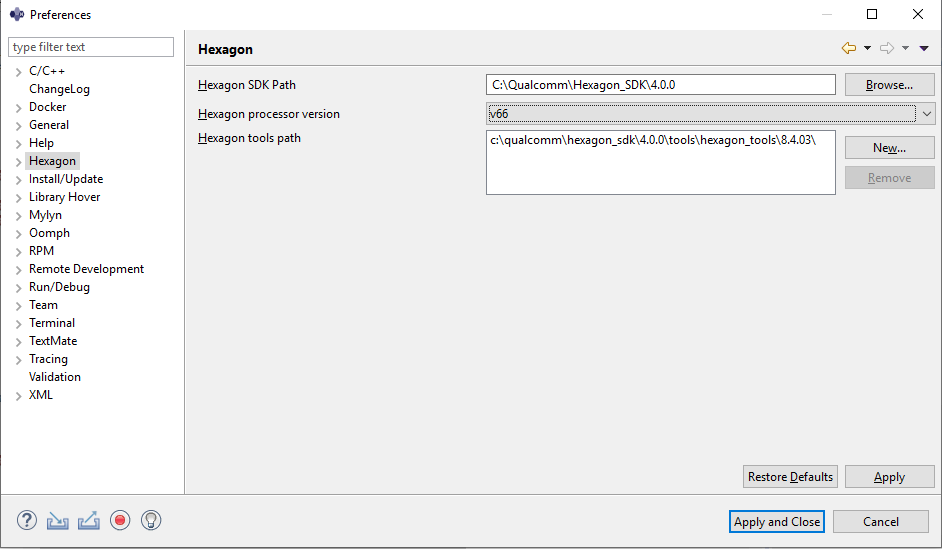 Preferences
type filter text
C/C++
ChangeLog
Docker
General
Help
Hexagon
Install/Update
Library Hover
Mylyn
Oomph
RPM
Remote Development
Run/Debug
Team
Terminal
TextMate
Tracing
Validation
XML
Hexagon
Hexagon SDK Path C:\Qualcomm\Hexagon_SDK\4.0.0 Browse...
Hexagon processor version v66
Hexagon tools path c:\qualcomm\hexagon_sdk\4.0.0\tools\hexagon_tools\8.4.03\ New...
Remove
Restore Defaults Apply
? Apply and Close Cancel